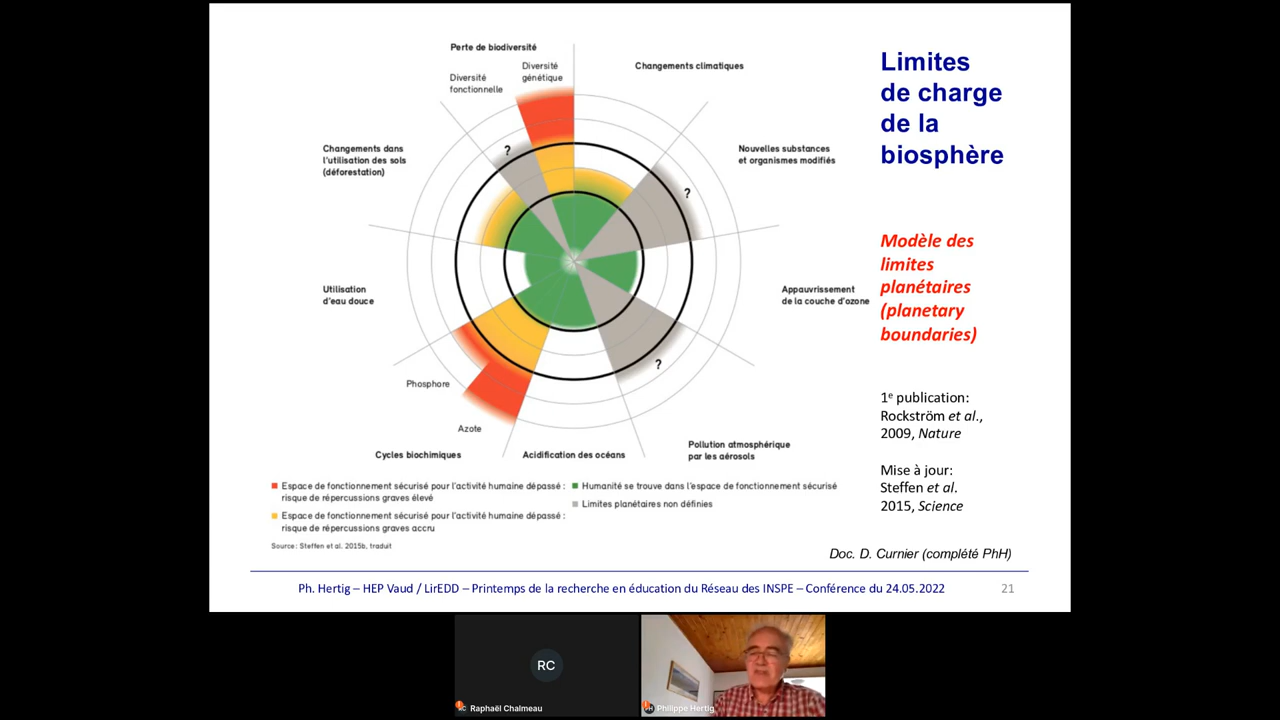 Perte de biodiversité
Diversité
fonctionnelle
Diversité
génétique
Changements climatiques
Changements dans
l'utilisation des sols
(déforestation)
?
Nouvelles substances
et organismes modifiés
?
Utilisation
d'eau douce
Appauvrissement
de la couche d'ozone
?
Phosphore
Azote
Cycles biochimiques
Acidification des océans
Pollution atmosphérique
par les aérosols
Espace de fonctionnement sécurisé pour l'activité humaine dépassé :
risque de répercussions graves élevé
Espace de fonctionnement sécurisé pour l'activité humaine dépassé :
risque de répercussions graves accru
Humanité se trouve dans l'espace de fonctionnement sécurisé
Limites planétaires non définies
Source : Steffen et al. 2015b, traduit
Limites
de charge
de la
biosphère
Modèle des
limites
planétaires
(planetary
boundaries)
1e publication:
Rockström et al.,
2009, Nature
Mise à jour:
Steffen et al.
2015, Science
Doc. D. Curnier (complété PhH)
Ph. Hertig – HEP Vaud / LirEDD – Printemps de la recherche en éducation du Réseau des INSPE – Conférence du 24.05.2022
21
RC
Raphaël Chalmeau
Philippe Hertig